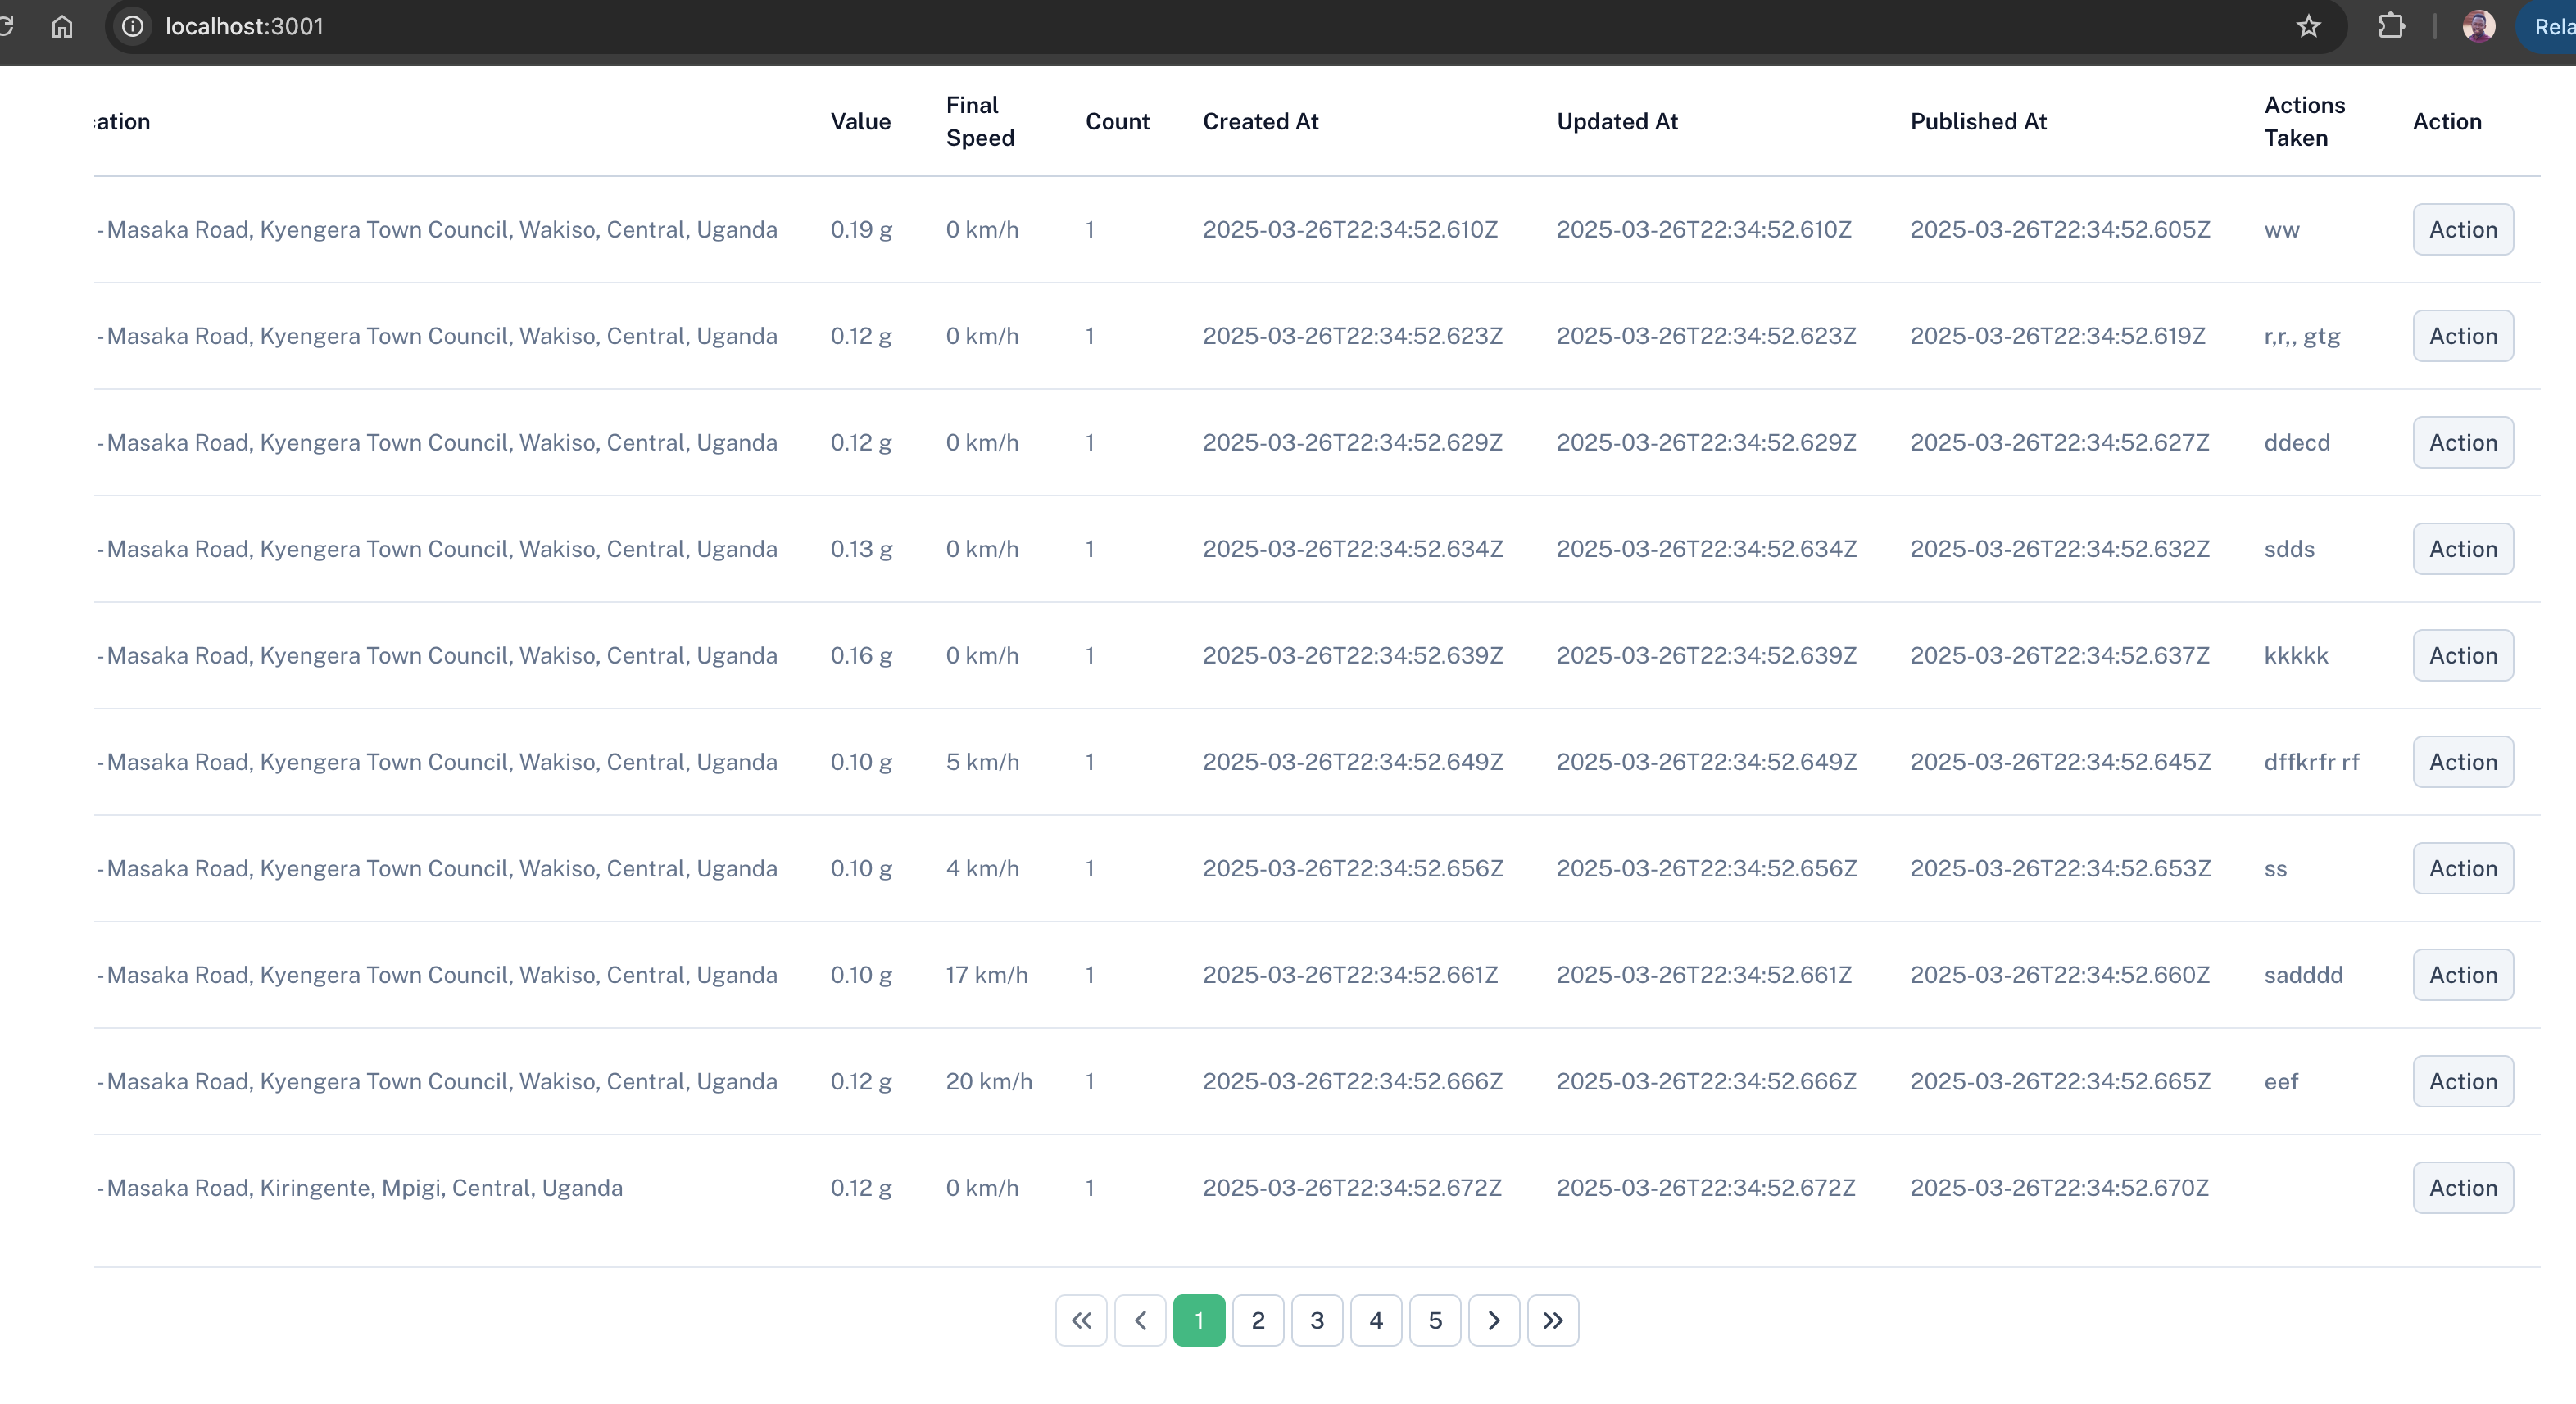 localhost:3001
Rela
ation Value Final Speed Count Created At Updated At Published At Actions Taken Action
- Masaka Road, Kyengera Town Council, Wakiso, Central, Uganda 0.19 g 0 km/h 1 2025-03-26T22:34:52.610Z 2025-03-26T22:34:52.610Z 2025-03-26T22:34:52.605Z ww Action
- Masaka Road, Kyengera Town Council, Wakiso, Central, Uganda 0.12 g 0 km/h 1 2025-03-26T22:34:52.623Z 2025-03-26T22:34:52.623Z 2025-03-26T22:34:52.619Z r,r,, gtg Action
- Masaka Road, Kyengera Town Council, Wakiso, Central, Uganda 0.12 g 0 km/h 1 2025-03-26T22:34:52.629Z 2025-03-26T22:34:52.629Z 2025-03-26T22:34:52.627Z ddecd Action
- Masaka Road, Kyengera Town Council, Wakiso, Central, Uganda 0.13 g 0 km/h 1 2025-03-26T22:34:52.634Z 2025-03-26T22:34:52.634Z 2025-03-26T22:34:52.632Z sdds Action
- Masaka Road, Kyengera Town Council, Wakiso, Central, Uganda 0.16 g 0 km/h 1 2025-03-26T22:34:52.639Z 2025-03-26T22:34:52.639Z 2025-03-26T22:34:52.637Z kkkkk Action
- Masaka Road, Kyengera Town Council, Wakiso, Central, Uganda 0.10 g 5 km/h 1 2025-03-26T22:34:52.649Z 2025-03-26T22:34:52.649Z 2025-03-26T22:34:52.645Z dffkrfr rf Action
- Masaka Road, Kyengera Town Council, Wakiso, Central, Uganda 0.10 g 4 km/h 1 2025-03-26T22:34:52.656Z 2025-03-26T22:34:52.656Z 2025-03-26T22:34:52.653Z ss Action
- Masaka Road, Kyengera Town Council, Wakiso, Central, Uganda 0.10 g 17 km/h 1 2025-03-26T22:34:52.661Z 2025-03-26T22:34:52.661Z 2025-03-26T22:34:52.660Z sadddd Action
- Masaka Road, Kyengera Town Council, Wakiso, Central, Uganda 0.12 g 20 km/h 1 2025-03-26T22:34:52.666Z 2025-03-26T22:34:52.666Z 2025-03-26T22:34:52.665Z eef Action
- Masaka Road, Kiringente, Mpigi, Central, Uganda 0.12 g 0 km/h 1 2025-03-26T22:34:52.672Z 2025-03-26T22:34:52.672Z 2025-03-26T22:34:52.670Z Action
1 2 3 4 5